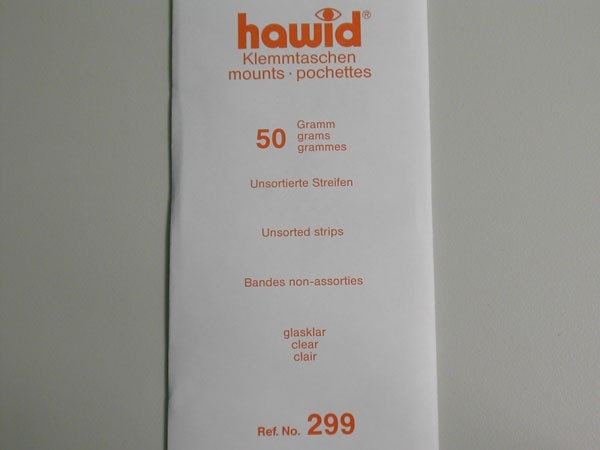 hawid®
Klemmtaschen
mounts · pochettes
50 Gramm
grams
grammes
Unsortierte Streifen
Unsorted strips
Bandes non-assorties
glasklar
clear
clair
Ref. No. 299